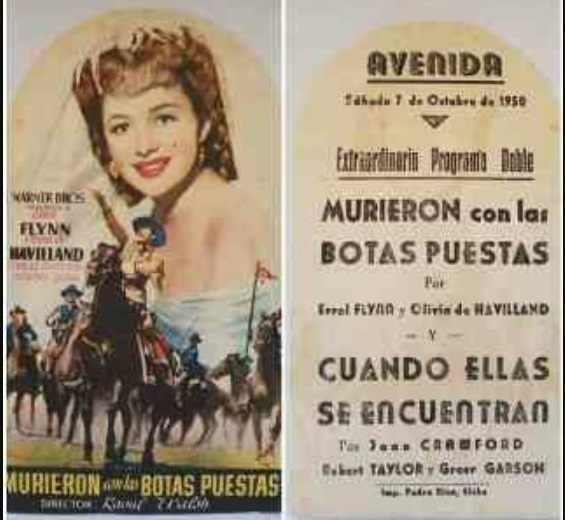 WARNER BROS
FLYNN
HAVILLAND
MURIERON con las BOTAS PUESTAS
DIRECTOR: Raoul Walsh
AVENIDA
Sábado 7 de Octubre de 1950
Extraordinario Programa Doble
MURIERON con las
BOTAS PUESTAS
Por
Errol FLYNN y Olivia de HAVILLAND
- Y -
CUANDO ELLAS
SE ENCUENTRAN
Por Joan CRAWFORD
Robert TAYLOR y Greer GARSON